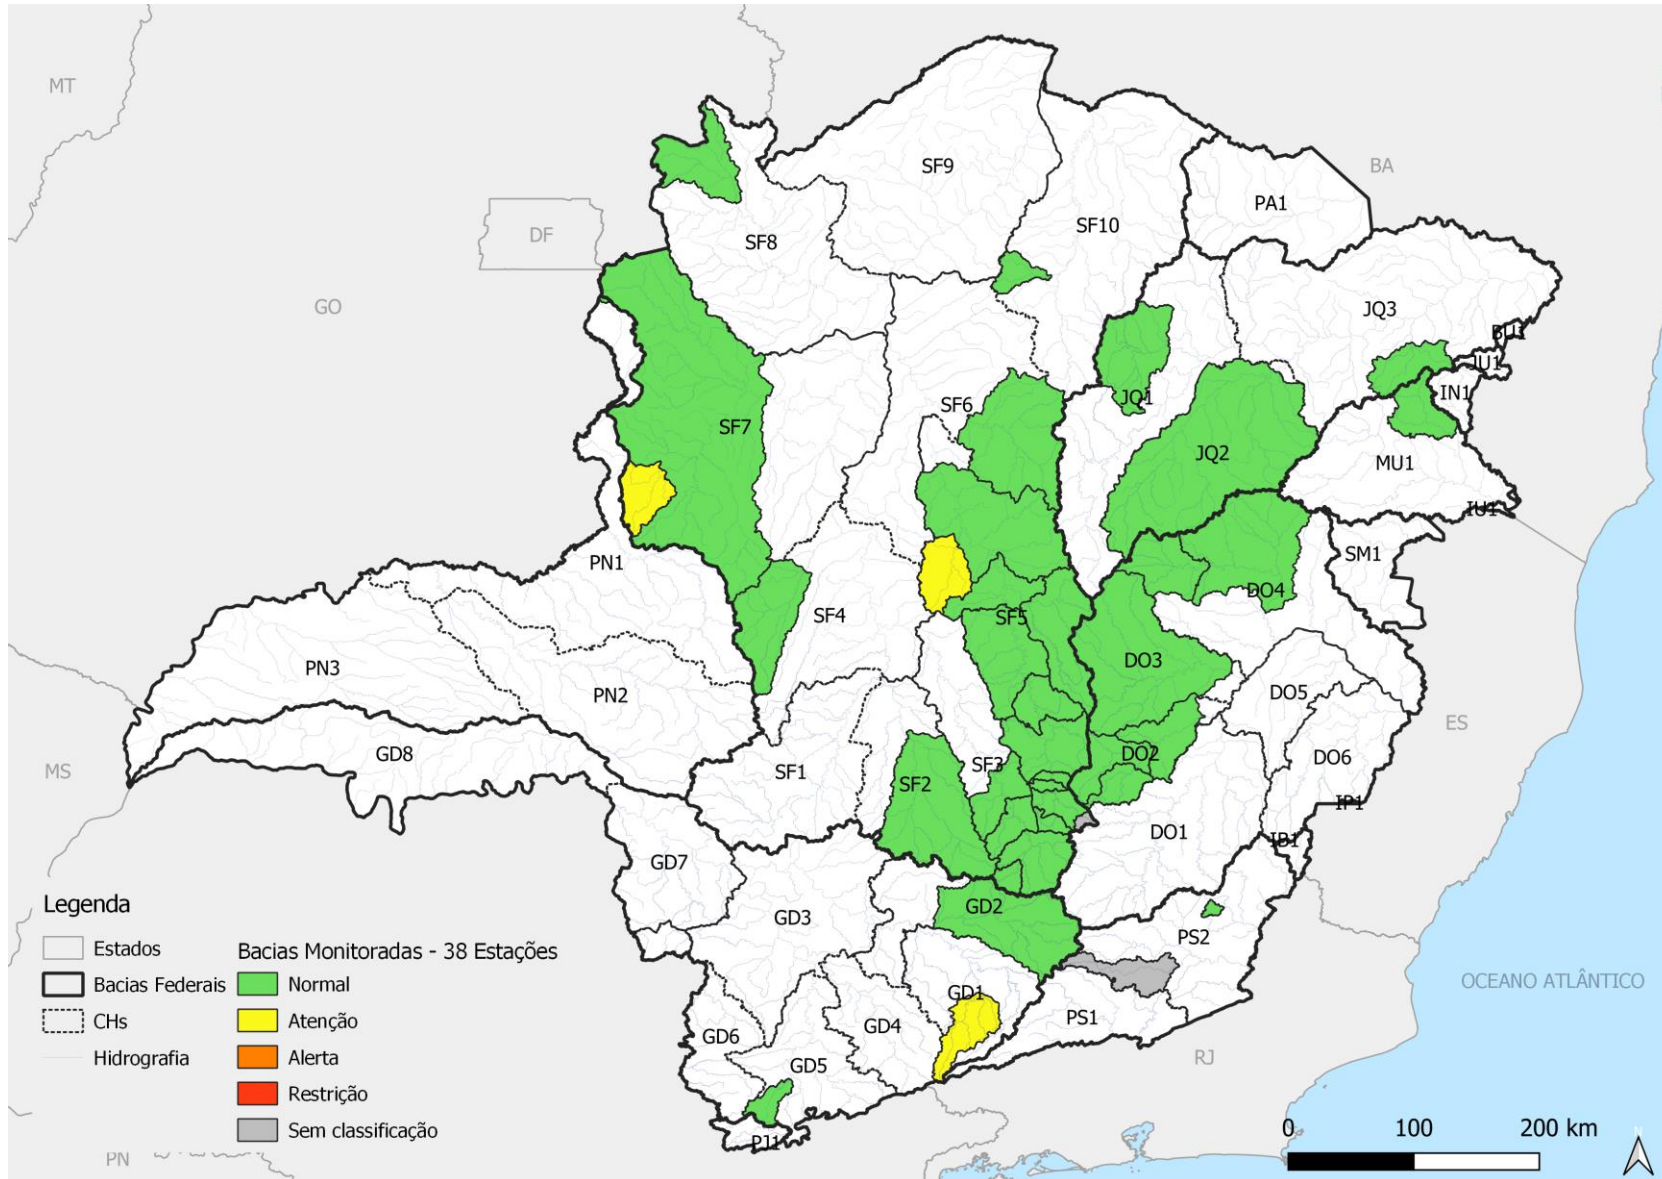 MT
BA
SF9
PA1
DF
SF8
SF10
GO
JQ3
BU1
JU1
JQ1
IN1
SF6
SF7
JQ2
MU1
IU1
SM1
PN1
DO4
SF4
SF5
PN3
DO3
PN2
DO5
ES
GD8
DO2
MS
SF1
SF3
DO6
SF2
IP1
DO1
IB1
GD7
GD2
GD3
PS2
OCEANO ATLÂNTICO
GD1
PS1
GD4
GD6
GD5
RJ
PJ1
PN
Legenda
Estados
Bacias Federais
CHs
Hidrografia
Bacias Monitoradas - 38 Estações
Normal
Atenção
Alerta
Restrição
Sem classificação
0 100 200 km
N